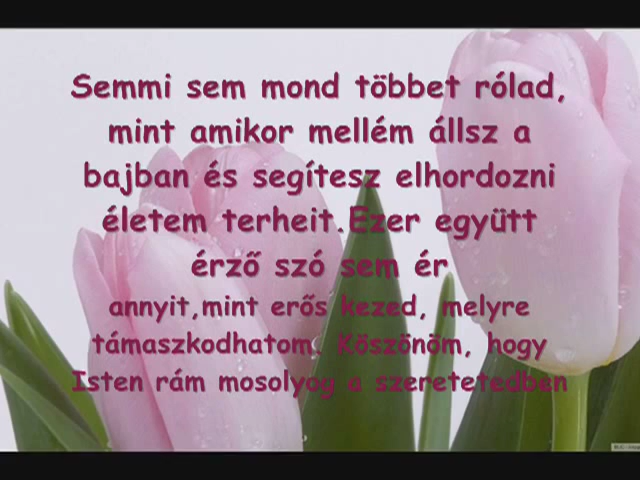 Semmi sem mond többet rólad,
mint amikor mellém állsz a
bajban és segítesz elhordozni
életem terheit.Ezer együtt
érző szó sem ér
annyit,mint erős kezed, melyre
támaszkodhatom. Köszönöm, hogy
Isten rám mosolyog a szeretetedben